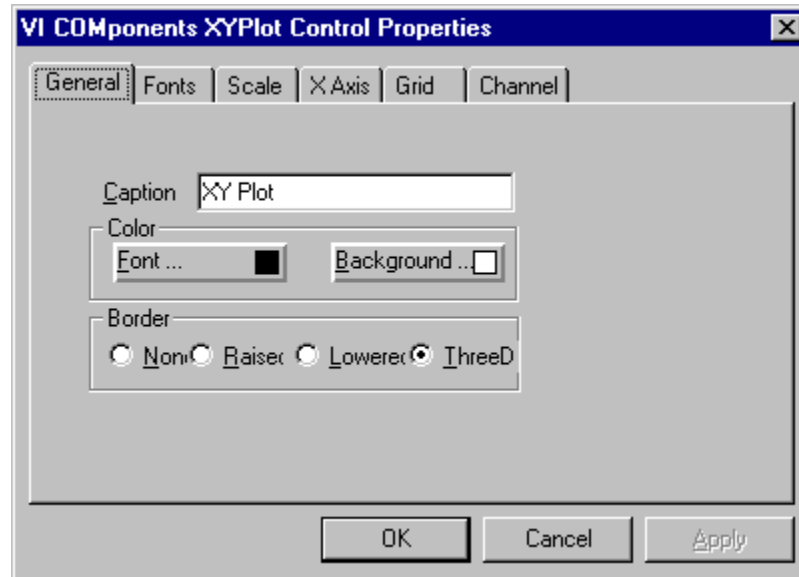 VI COMponents XYPlot Control Properties
General Fonts Scale X Axis Grid Channel
Caption XY Plot
Color
Font ... Background ...
Border
Non Raisec Lowerec ThreeD
OK Cancel Apply